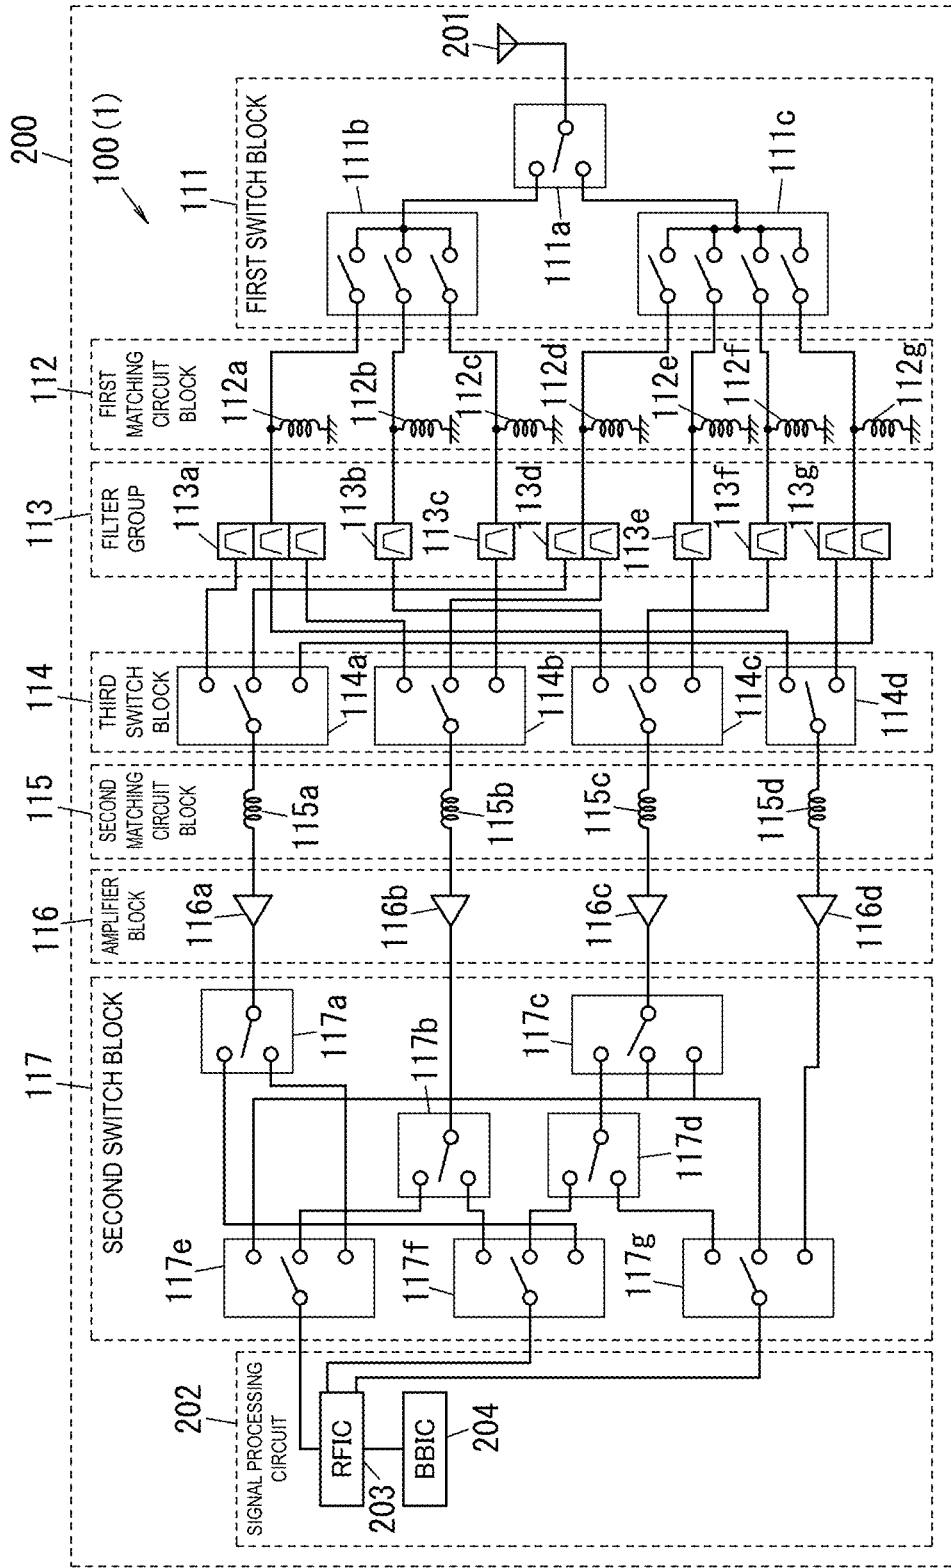 200
100 (1)
201
111
FIRST SWITCH BLOCK
111b
111a
111c
112
FIRST
MATCHING
CIRCUIT
BLOCK
112a
112b
112c
112d
112e
112f
112g
113
FILTER
GROUP
113a
113b
113c
113d
113e
113f
113g
114
THIRD
SWITCH
BLOCK
114a
114b
114c
114d
115
SECOND
MATCHING
CIRCUIT
BLOCK
115a
115b
115c
115d
116
AMPLIFIER
BLOCK
116a
116b
116c
116d
117
SECOND SWITCH BLOCK
117a
117b
117c
117d
117e
117f
117g
202
SIGNAL PROCESSING
CIRCUIT
RFIC
203
BBIC
204